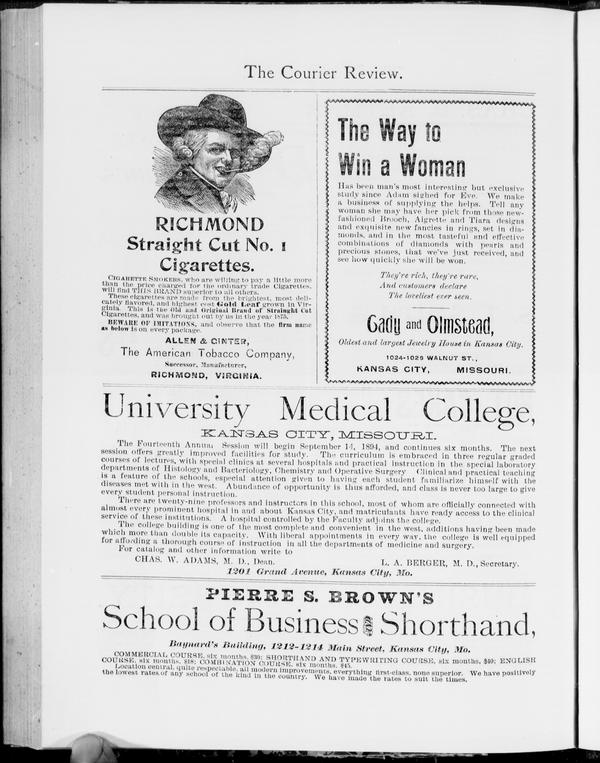 The Courier Review.
RICHMOND
Straight Cut No. 1
Cigarettes.
CIGARETTE SMOKERS, who are willing to pay a little more
than the price charged for the ordinary trade Cigarettes,
will find THIS BRAND superior to all others.
These cigarettes are made from the brightest, most deli-
cately flavored, and highest cost Gold Leaf grown in Vir-
ginia. This is the Old and Original Brand of Straight Cut
Cigarettes, and was brought out by us in the year 1875.
BEWARE OF IMITATIONS, and observe that the firm name
as below is on every package.
ALLEN & GINTER,
The American Tobacco Company,
Successor, Manufacturer,
RICHMOND, VIRGINIA.
The Way to
Win a Woman
Has been man's most interesting but exclusive
study since Adam sighed for Eve. We make
a business of supplying the helps. Tell any
woman she may have her pick from those new-
fashioned Brooch, Aigrette and Tiara designs
and exquisite new fancies in rings, set in dia-
monds, and in the most tasteful and effective
combinations of diamonds with pearls and
precious stones, that we've just received, and
see how quickly she will be won.
They're rich, they're rare,
And customers declare
The loveliest ever seen.
Cady and Olmstead,
Oldest and largest Jewelry House in Kansas City.
1024-1029 WALNUT ST.,
KANSAS CITY, MISSOURI.
University Medical College,
KANSAS CITY, MISSOURI.
The Fourteenth Annual Session will begin September 14, 1894, and continues six months. The next
session offers greatly improved facilities for study. The curriculum is embraced in three regular graded
courses of lectures, with special clinics at several hospitals and practical instruction in the special laboratory
departments of Histology and Bacteriology, Chemistry and Operative Surgery Clinical and practical teaching
is a feature of the schools, especial attention given to having each student familiarize himself with the
diseases met with in the west. Abundance of opportunity is thus afforded, and class is never too large to give
every student personal instruction.
There are twenty-nine professors and instructors in this school, most of whom are officially connected with
almost every prominent hospital in and about Kansas City, and matriculants have ready access to the clinical
service of these institutions. A hospital controlled by the Faculty adjoins the college.
The college building is one of the most complete and convenient in the west, additions having been made
which more than double its capacity. With liberal appointments in every way, the college is well equipped
for affording a thorough course of instruction in all the departments of medicine and surgery.
For catalog and other information write to
CHAS. W. ADAMS, M. D., Dean. L. A. BERGER, M. D., Secretary.
1201 Grand Avenue, Kansas City, Mo.
PIERRE S. BROWN'S
School of Business and Shorthand,
Baynard's Building, 1212-1214 Main Street, Kansas City, Mo.
COMMERCIAL COURSE, six months, $30; SHORTHAND AND TYPEWRITING COURSE, six months, $40; ENGLISH
COURSE, six months, $18; COMBINATION COURSE, six months, $45.
Location central, quite respectable, all modern improvements, everything first-class, none superior. We have positively
the lowest rates of any school of the kind in the country. We have made the rates to suit the times.